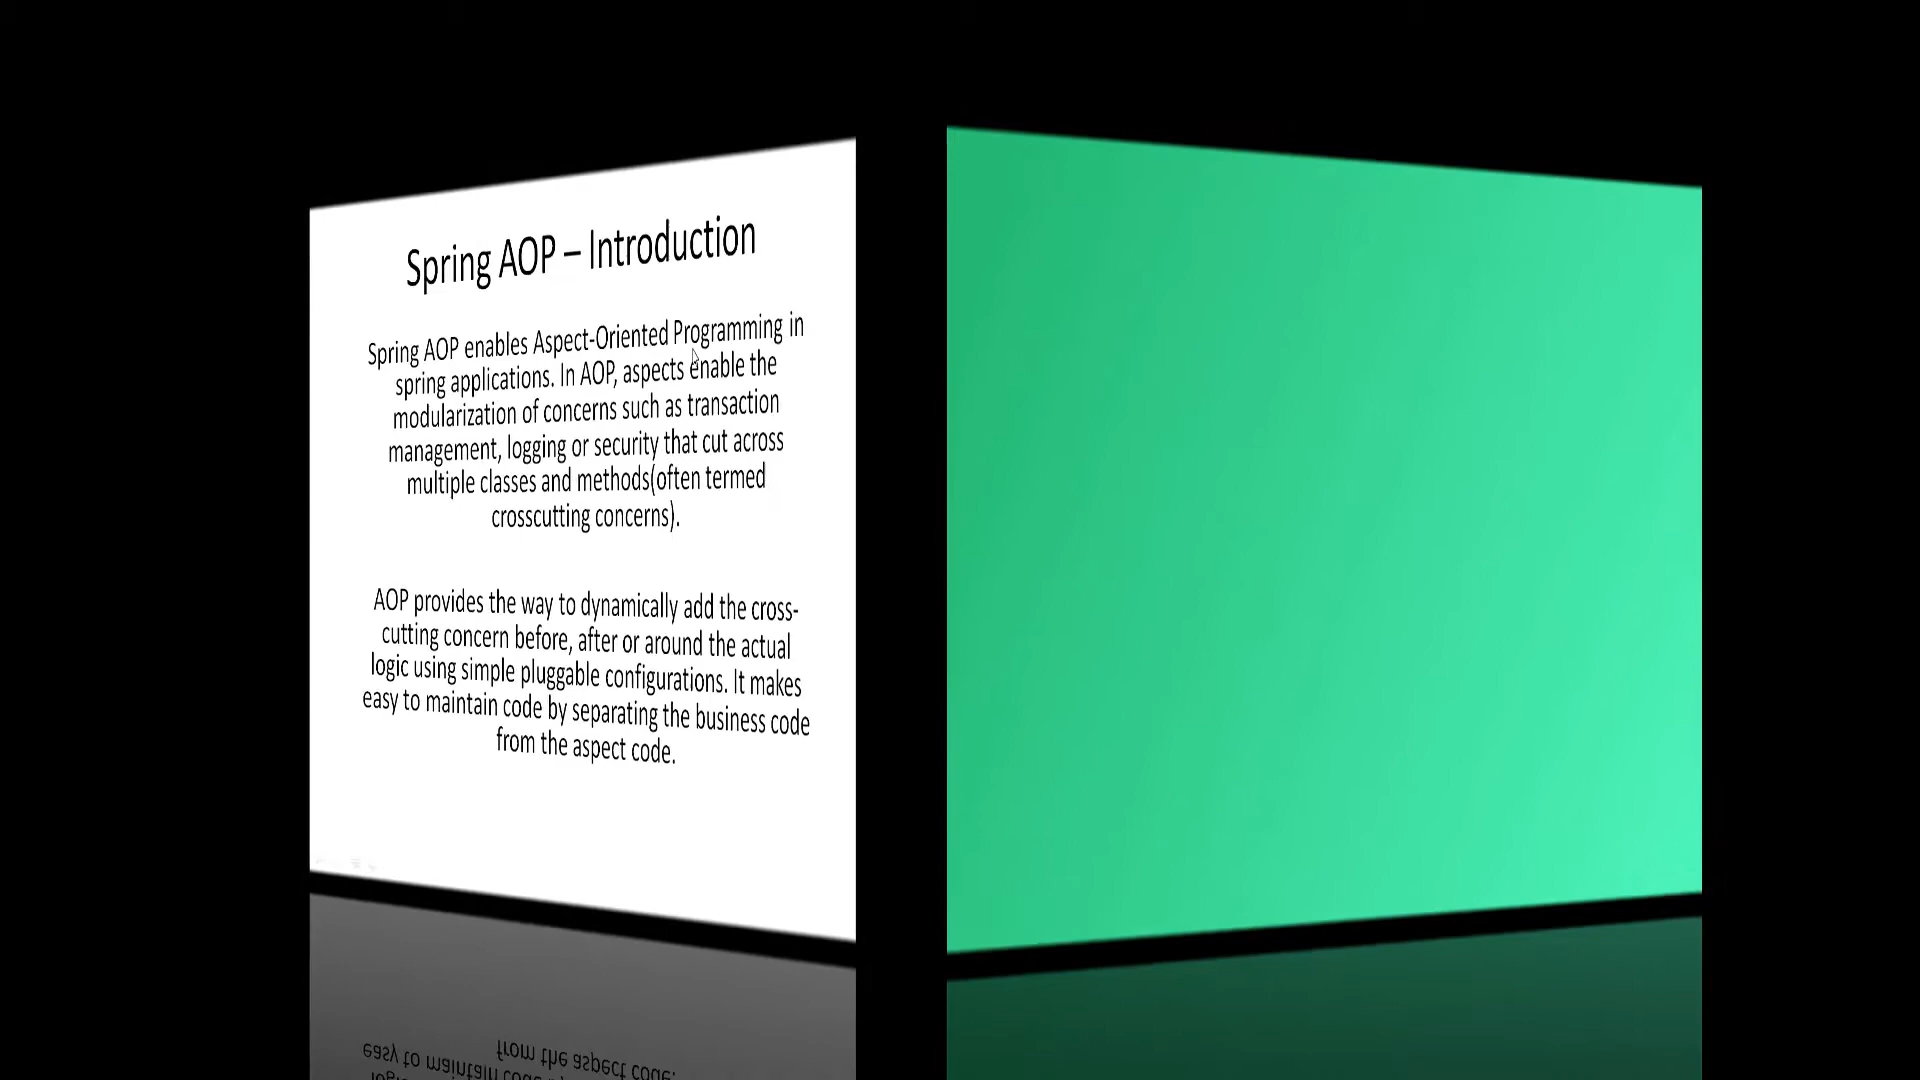 Spring AOP – Introduction
Spring AOP enables Aspect-Oriented Programming in
spring applications. In AOP, aspects enable the
modularization of concerns such as transaction
management, logging or security that cut across
multiple classes and methods(often termed
crosscutting concerns).
AOP provides the way to dynamically add the cross-
cutting concern before, after or around the actual
logic using simple pluggable configurations. It makes
easy to maintain code by separating the business code
from the aspect code.